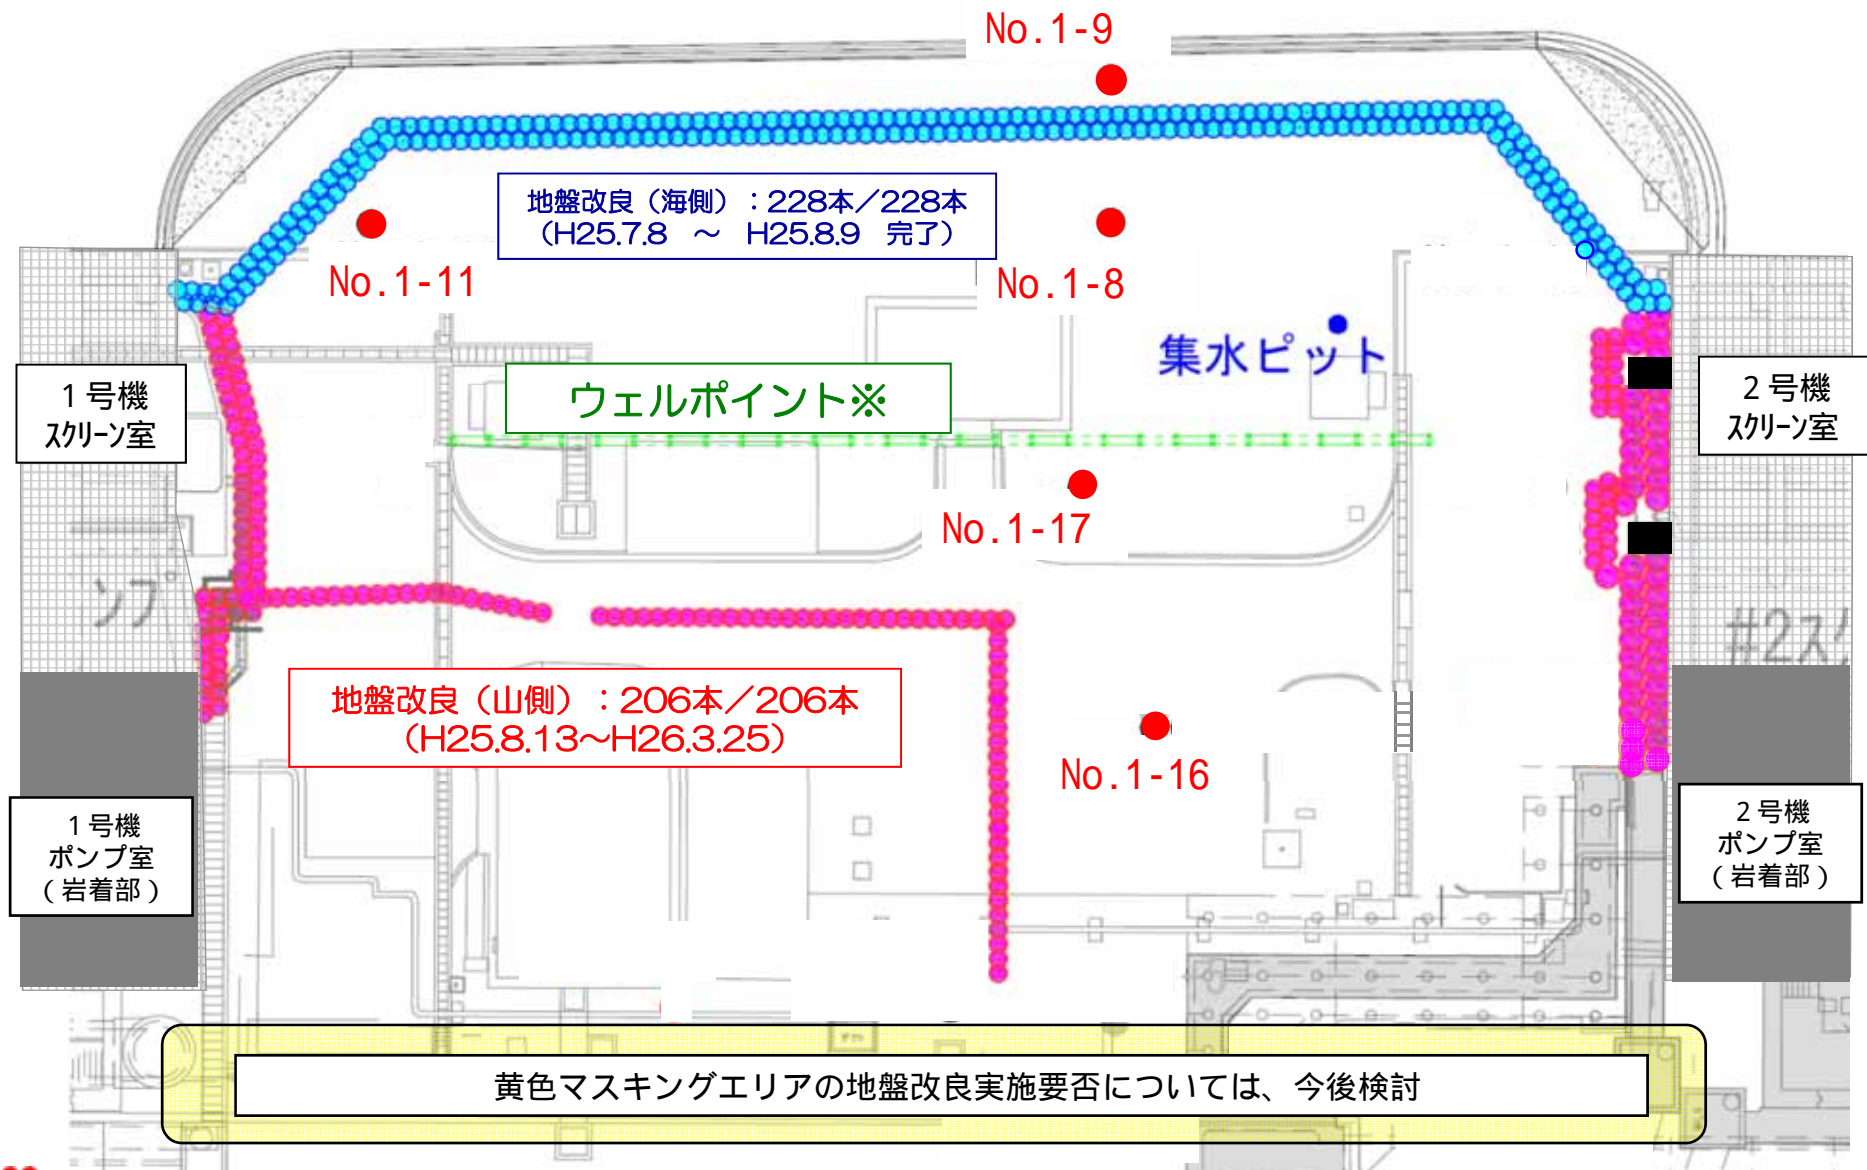 No.1-9
地盤改良（海側）：228本／228本
（H25.7.8　～　H25.8.9　完了）
No.1-11
No.1-8
集水ピット
ウェルポイント※
1号機
スクリーン室
2号機
スクリーン室
No.1-17
ンプ
#2ス
地盤改良（山側）：206本／206本
（H25.8.13～H26.3.25）
No.1-16
1号機
ポンプ室
（岩着部）
2号機
ポンプ室
（岩着部）
黄色マスキングエリアの地盤改良実施要否については、今後検討